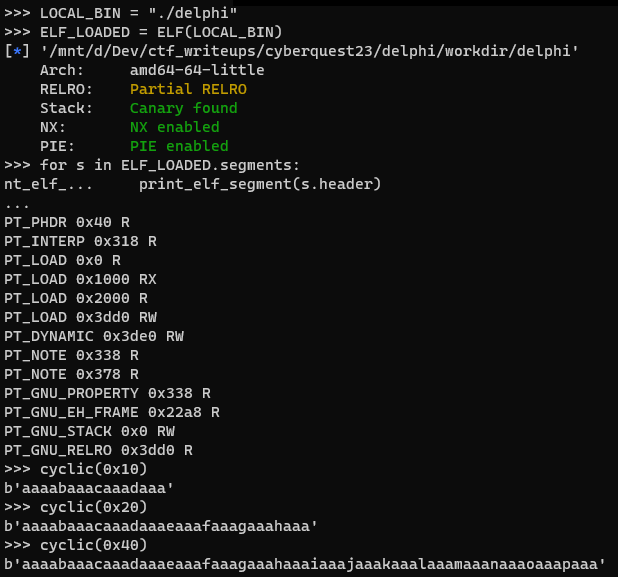 >>> LOCAL_BIN = "./delphi"
>>> ELF_LOADED = ELF(LOCAL_BIN)
[*] '/mnt/d/Dev/ctf_writeups/cyberquest23/delphi/workdir/delphi'
    Arch:     amd64-64-little
    RELRO:    Partial RELRO
    Stack:    Canary found
    NX:       NX enabled
    PIE:      PIE enabled
>>> for s in ELF_LOADED.segments:
nt_elf_...     print_elf_segment(s.header)
...
PT_PHDR 0x40 R
PT_INTERP 0x318 R
PT_LOAD 0x0 R
PT_LOAD 0x1000 RX
PT_LOAD 0x2000 R
PT_LOAD 0x3dd0 RW
PT_DYNAMIC 0x3de0 RW
PT_NOTE 0x338 R
PT_NOTE 0x378 R
PT_GNU_PROPERTY 0x338 R
PT_GNU_EH_FRAME 0x22a8 R
PT_GNU_STACK 0x0 RW
PT_GNU_RELRO 0x3dd0 R
>>> cyclic(0x10)
b'aaaabaaacaaadaaa'
>>> cyclic(0x20)
b'aaaabaaacaaadaaaeaaafaaagaaahaaa'
>>> cyclic(0x40)
b'aaaabaaacaaadaaaeaaafaaagaaahaaaiaaajaaakaaalaaamaaanaaaoaaapaaa'